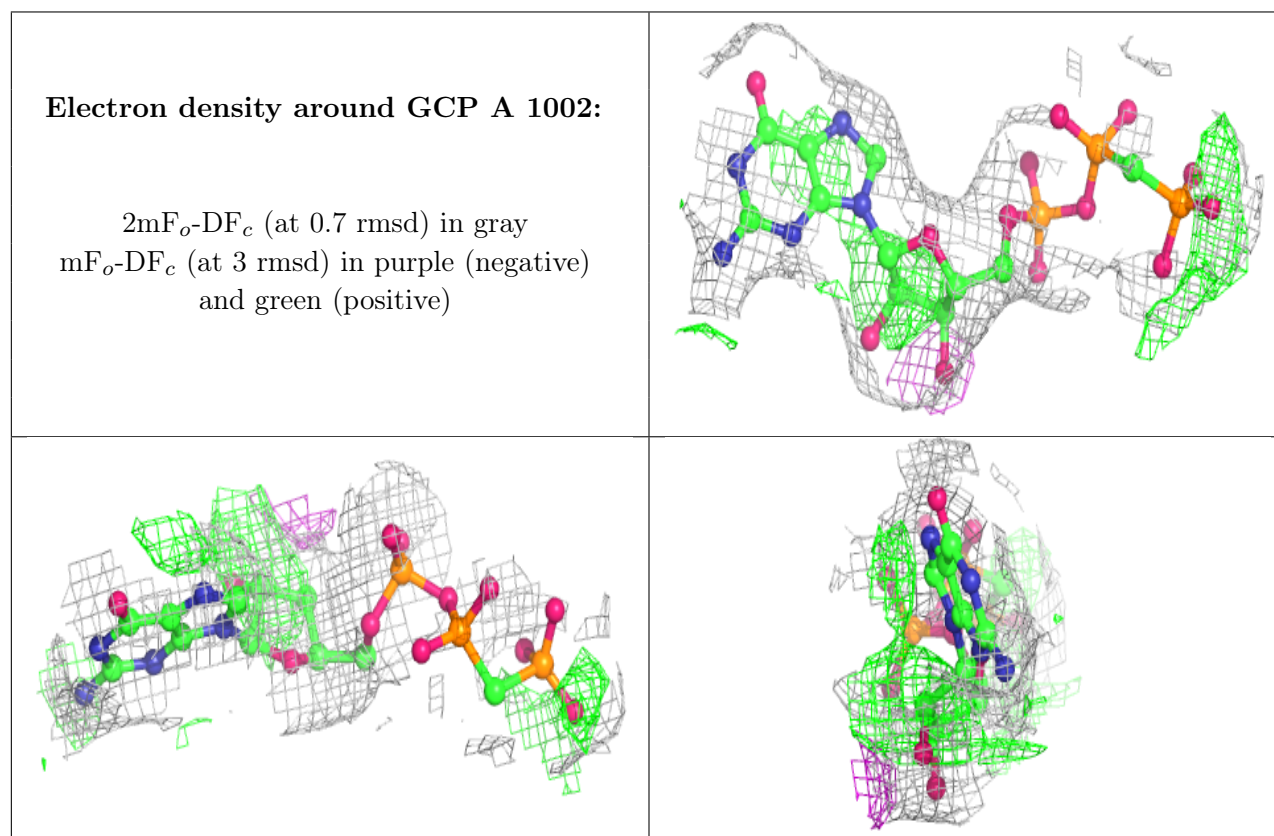 Electron density around GCP A 1002:
2mFo-DFc (at 0.7 rmsd) in gray
mFo-DFc (at 3 rmsd) in purple (negative)
and green (positive)